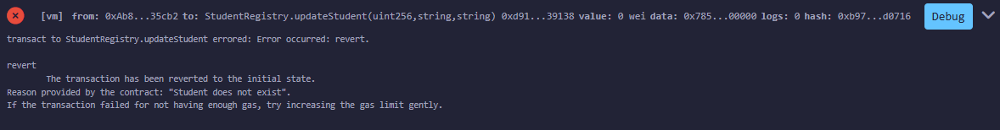 [vm] from: 0xAb8...35cb2 to: StudentRegistry.updateStudent(uint256,string,string) 0xd91...39138 value: 0 wei data: 0x785...00000 logs: 0 hash: 0xb97...d0716 Debug
transact to StudentRegistry.updateStudent errored: Error occurred: revert.
revert
The transaction has been reverted to the initial state.
Reason provided by the contract: "Student does not exist".
If the transaction failed for not having enough gas, try increasing the gas limit gently.